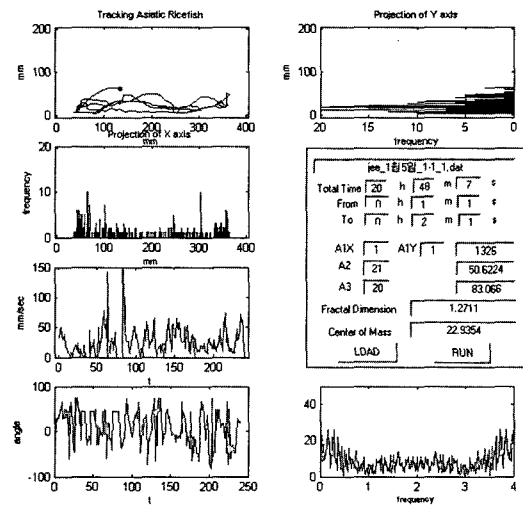 Tracking Asiatic Ricefish
Projection of Y axis
200
100
0
mm
0 100 200 300 400
mm
200
100
0
mm
20 15 10 5 0
frequency
Projection of X axis
20
10
0
frequency
0 100 200 300 400
mm
jee_1월5일_1-1_1.dat
Total Time 20 h 48 m 7 s
From 0 h 1 m 1 s
To 0 h 2 m 1 s
A1X 1 A1Y 1 1326
A2 21 50.6224
A3 20 83.066
Fractal Dimension 1.2711
Center of Mass 22.9354
LOAD RUN
150
100
50
0
mm/sec
0 50 100 150 200 250
t
100
0
-100
angle
0 50 100 150 200 250
t
40
20
0
0 1 2 3 4
frequency